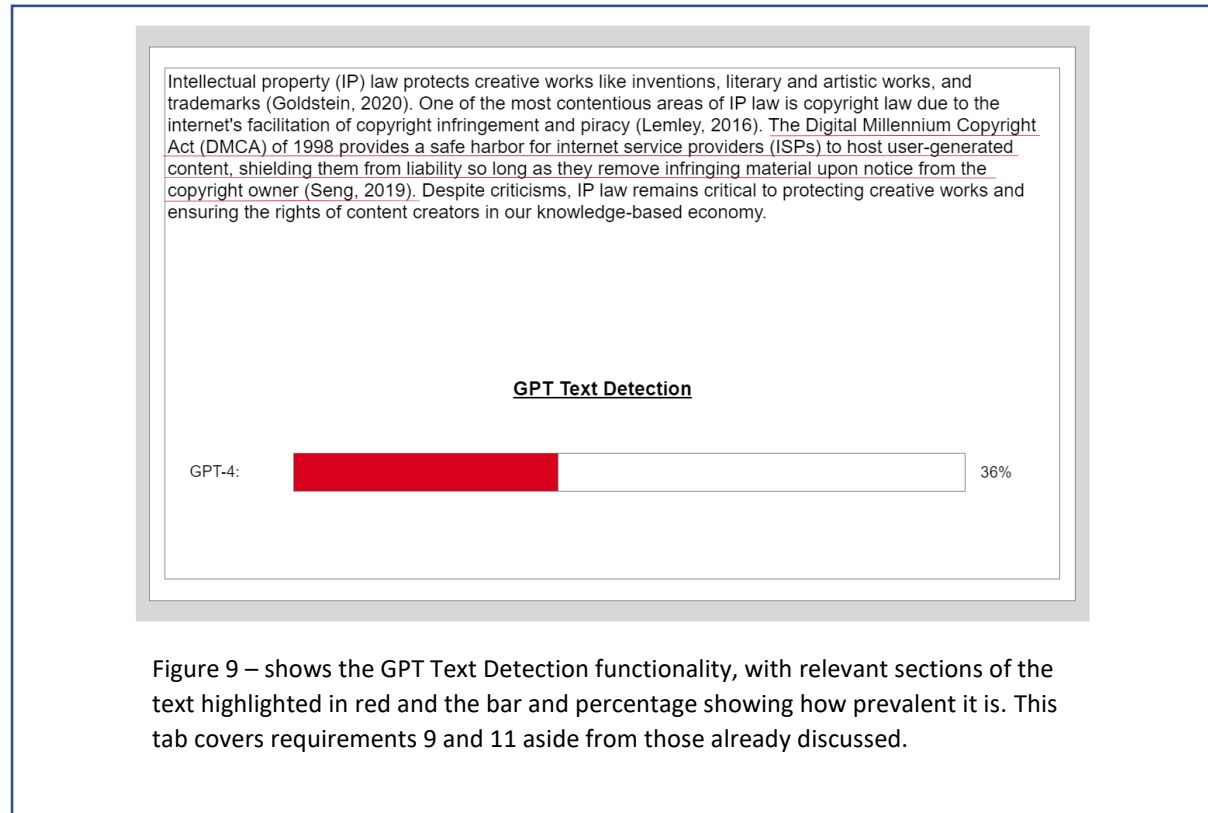 Intellectual property (IP) law protects creative works like inventions, literary and artistic works, and
trademarks (Goldstein, 2020). One of the most contentious areas of IP law is copyright law due to the
internet's facilitation of copyright infringement and piracy (Lemley, 2016). The Digital Millennium Copyright
Act (DMCA) of 1998 provides a safe harbor for internet service providers (ISPs) to host user-generated
content, shielding them from liability so long as they remove infringing material upon notice from the
copyright owner (Seng, 2019). Despite criticisms, IP law remains critical to protecting creative works and
ensuring the rights of content creators in our knowledge-based economy.
GPT Text Detection
GPT-4: 36%
Figure 9 – shows the GPT Text Detection functionality, with relevant sections of the
text highlighted in red and the bar and percentage showing how prevalent it is. This
tab covers requirements 9 and 11 aside from those already discussed.